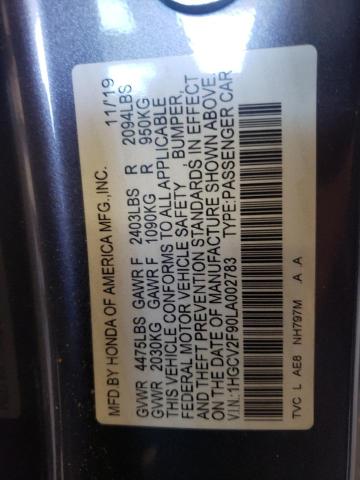 MFD BY HONDA OF AMERICA MFG.,INC. 11/'19
GVWR 4475LBS GAWR F 2403LBS R 2094LBS
GVWR 2030KG GAWR F 1090KG R 950KG
THIS VEHICLE CONFORMS TO ALL APPLICABLE
FEDERAL MOTOR VEHICLE SAFETY , BUMPER,
AND THEFT PREVENTION STANDARDS IN EFFECT
ON THE DATE OF MANUFACTURE SHOWN ABOVE.
V.I.N.:1HGCV2F90LA002783 TYPE:PASSENGER CAR
TVC L AE8 NH797M A A